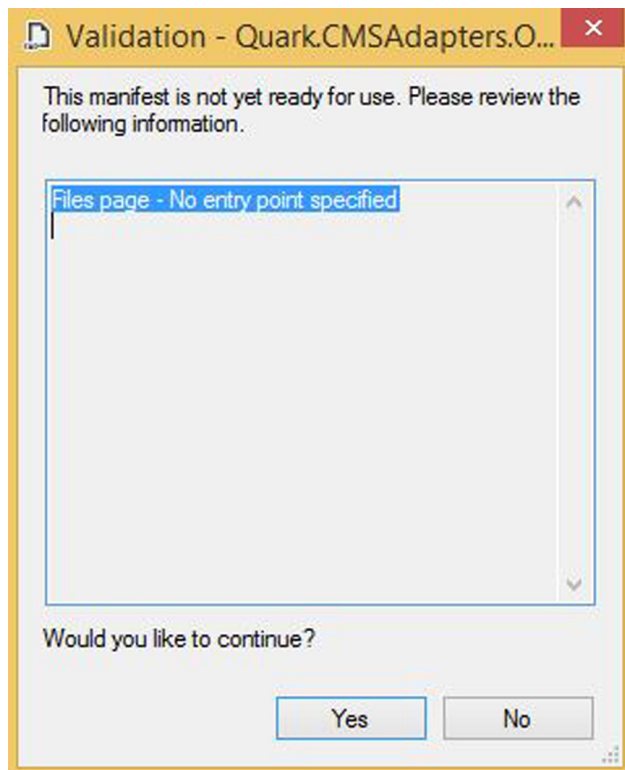 Validation - Quark.CMSAdapters.O...
This manifest is not yet ready for use. Please review the
following information.
Files page - No entry point specified
Would you like to continue?
Yes No